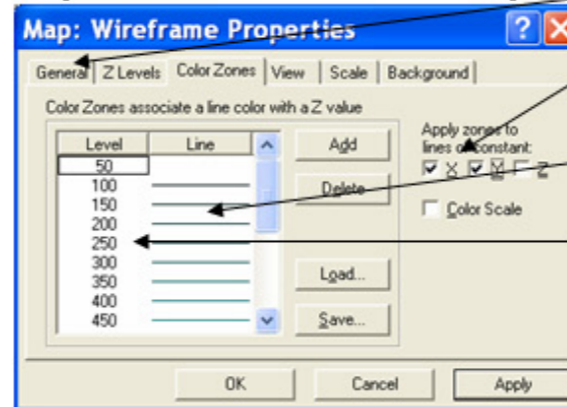 Map: Wireframe Properties
General Z Levels Color Zones View Scale Background
Color Zones associate a line color with a Z value
Level Line
50
100
150
200
250
300
350
400
450
Add
Delete
Load...
Save...
Apply zones to
lines of constant:
X Y Z
Color Scale
OK Cancel Apply